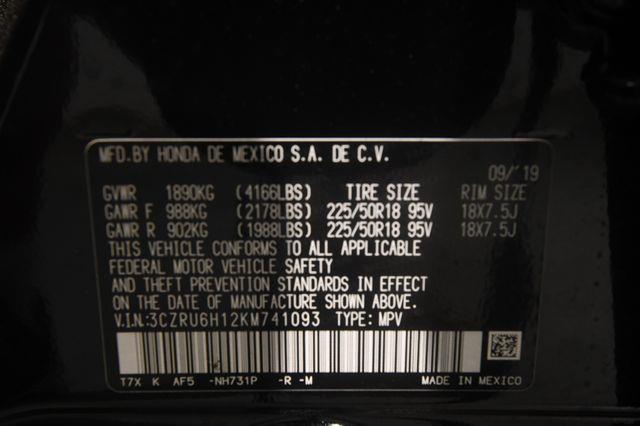 MFD.BY HONDA DE MEXICO S.A. DE C.V.
09/'19
GVWR 1890KG (4166LBS) TIRE SIZE RIM SIZE
GAWR F 988KG (2178LBS) 225/50R18 95V 18X7.5J
GAWR R 902KG (1988LBS) 225/50R18 95V 18X7.5J
THIS VEHICLE CONFORMS TO ALL APPLICABLE
FEDERAL MOTOR VEHICLE SAFETY
AND THEFT PREVENTION STANDARDS IN EFFECT
ON THE DATE OF MANUFACTURE SHOWN ABOVE.
V.I.N.:3CZRU6H12KM741093 TYPE: MPV
T7X K AF5 -NH731P -R -M MADE IN MEXICO